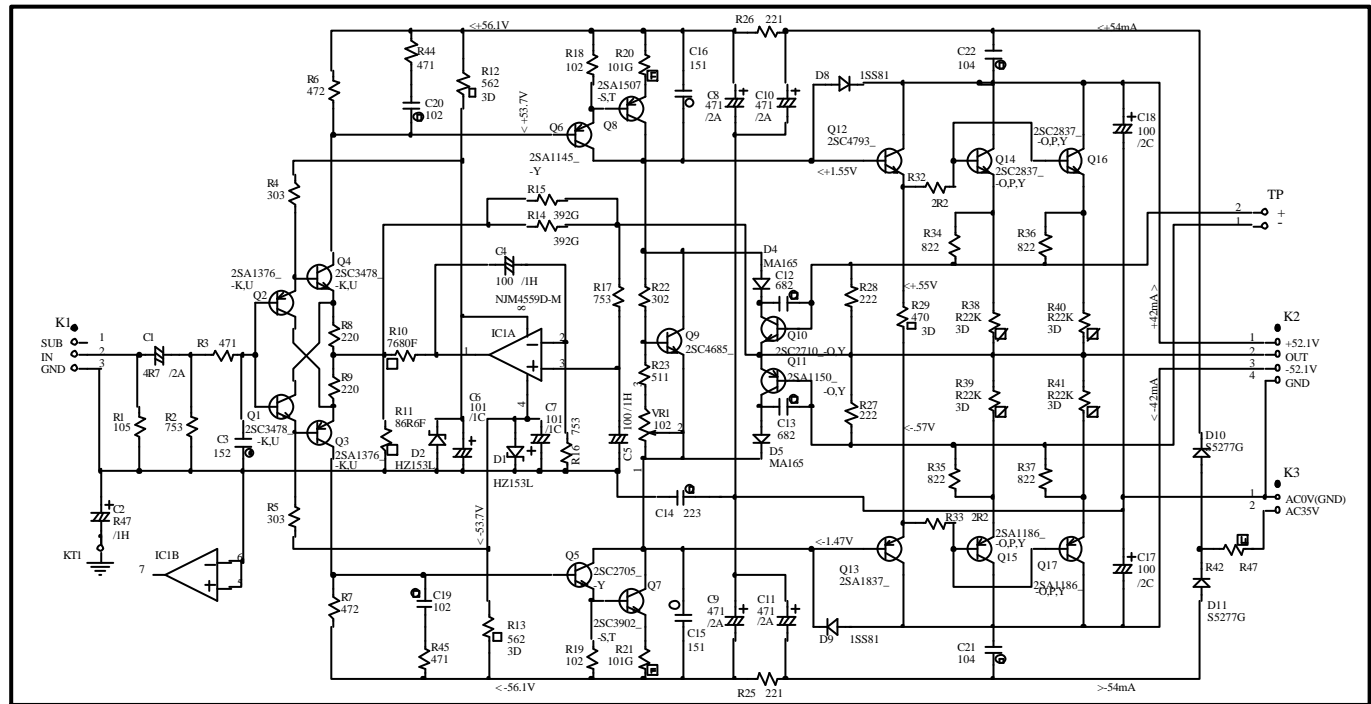 <+56.1V
R26 221
<+54mA
R44
471
R12
562
3D
R18
102
R20
101G
C16
151
C22
104
R6
472
C20
102
<+53.7V
2SA1507_
-S,T
Q8
Q6
2SA1145_
-Y
C8
471
/2A
C10
471
/2A
D8
1SS81
Q12
2SC4793_
<+1.55V
R32
2R2
Q14
2SC2837_
-O,P,Y
2SC2837_
-O,P,Y
Q16
C18
100
/2C
TP
2 +
1 -
R4
303
R15
392G
R14
392G
R34
822
R36
822
Q4
2SC3478_
-K,U
2SA1376_
-K,U
Q2
C4
100 /1H
NJM4559D-M
8
IC1A
1
2
3
4
R17
753
R22
302
D4
MA165
C12
682
Q10
2SC2710_-O,Y
Q11
2SA1150_-O,Y
R28
222
<+.55V
R29
470
3D
R38
R22K
3D
R40
R22K
3D
+42mA >
K1
SUB 1
IN 2
GND 3
C1
4R7 /2A
R3 471
R8
220
R9
220
R10
7680F
Q9
2SC4685_
R23
511
3
VR1
102
2
1
K2
1 +52.1V
2 OUT
3 -52.1V
4 GND
R39
R22K
3D
R41
R22K
3D
<-42mA
R1
105
R2
753
C3
152
Q1
2SC3478_
-K,U
Q3
2SA1376_
-K,U
R11
86R6F
D2
HZ153L
C6
101
/1C
D1
HZ153L
C7
101
/1C
R16 753
C5 100 /1H
C13
682
D5
MA165
R27
222
<-.57V
R35
822
R37
822
D10
S5277G
K3
1 AC0V(GND)
2 AC35V
C2
R47
/1H
KT1
IC1B
7
6
R5
303
<-53.7V
C14 223
<-1.47V
Q5
2SC2705_
-Y
Q7
2SC3902_
-S,T
Q13
2SA1837_
R33 2R2
2SA1186_
-O,P,Y
Q15
Q17
2SA1186_
-O,P,Y
C17
100
/2C
R42 R47
R7
472
C19
102
R45
471
R13
562
3D
R19
102
R21
101G
C15
151
C9
471
/2A
C11
471
/2A
D9 1SS81
C21
104
D11
S5277G
<-56.1V
R25 221
>-54mA